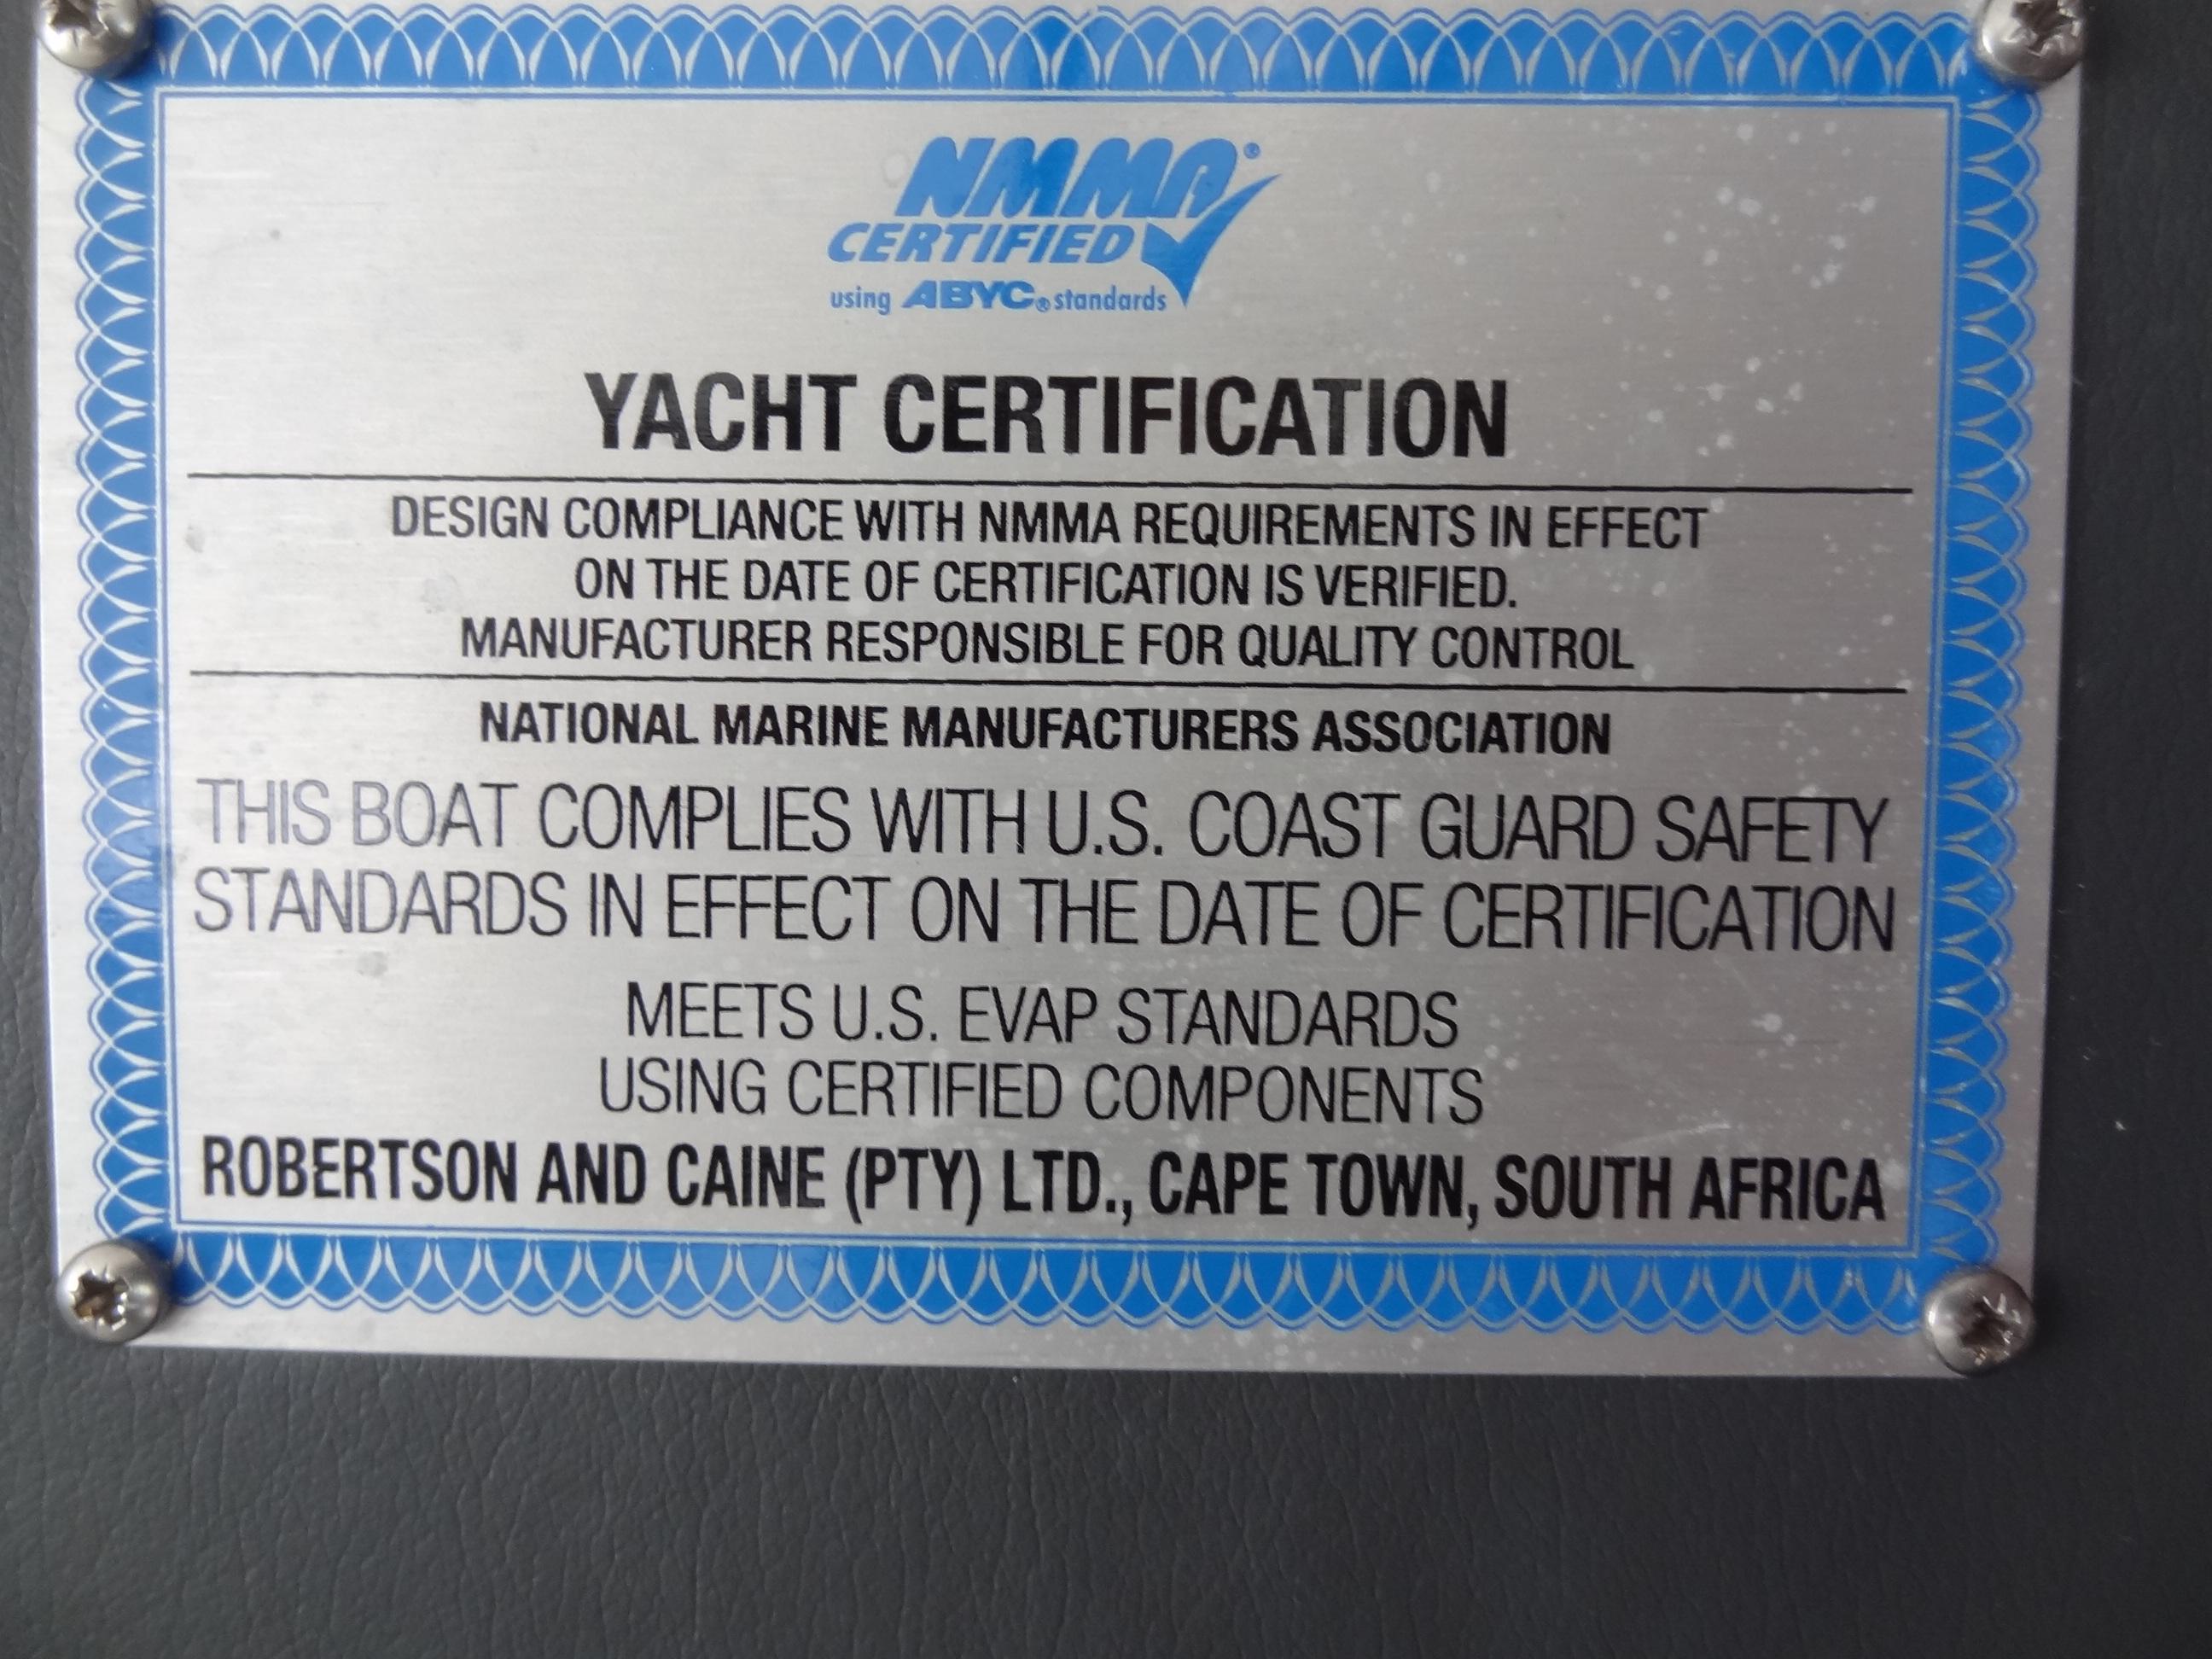 NMMA®
CERTIFIED
using ABYC® standards
YACHT CERTIFICATION
DESIGN COMPLIANCE WITH NMMA REQUIREMENTS IN EFFECT
ON THE DATE OF CERTIFICATION IS VERIFIED.
MANUFACTURER RESPONSIBLE FOR QUALITY CONTROL
NATIONAL MARINE MANUFACTURERS ASSOCIATION
THIS BOAT COMPLIES WITH U.S. COAST GUARD SAFETY
STANDARDS IN EFFECT ON THE DATE OF CERTIFICATION
MEETS U.S. EVAP STANDARDS
USING CERTIFIED COMPONENTS
ROBERTSON AND CAINE (PTY) LTD., CAPE TOWN, SOUTH AFRICA